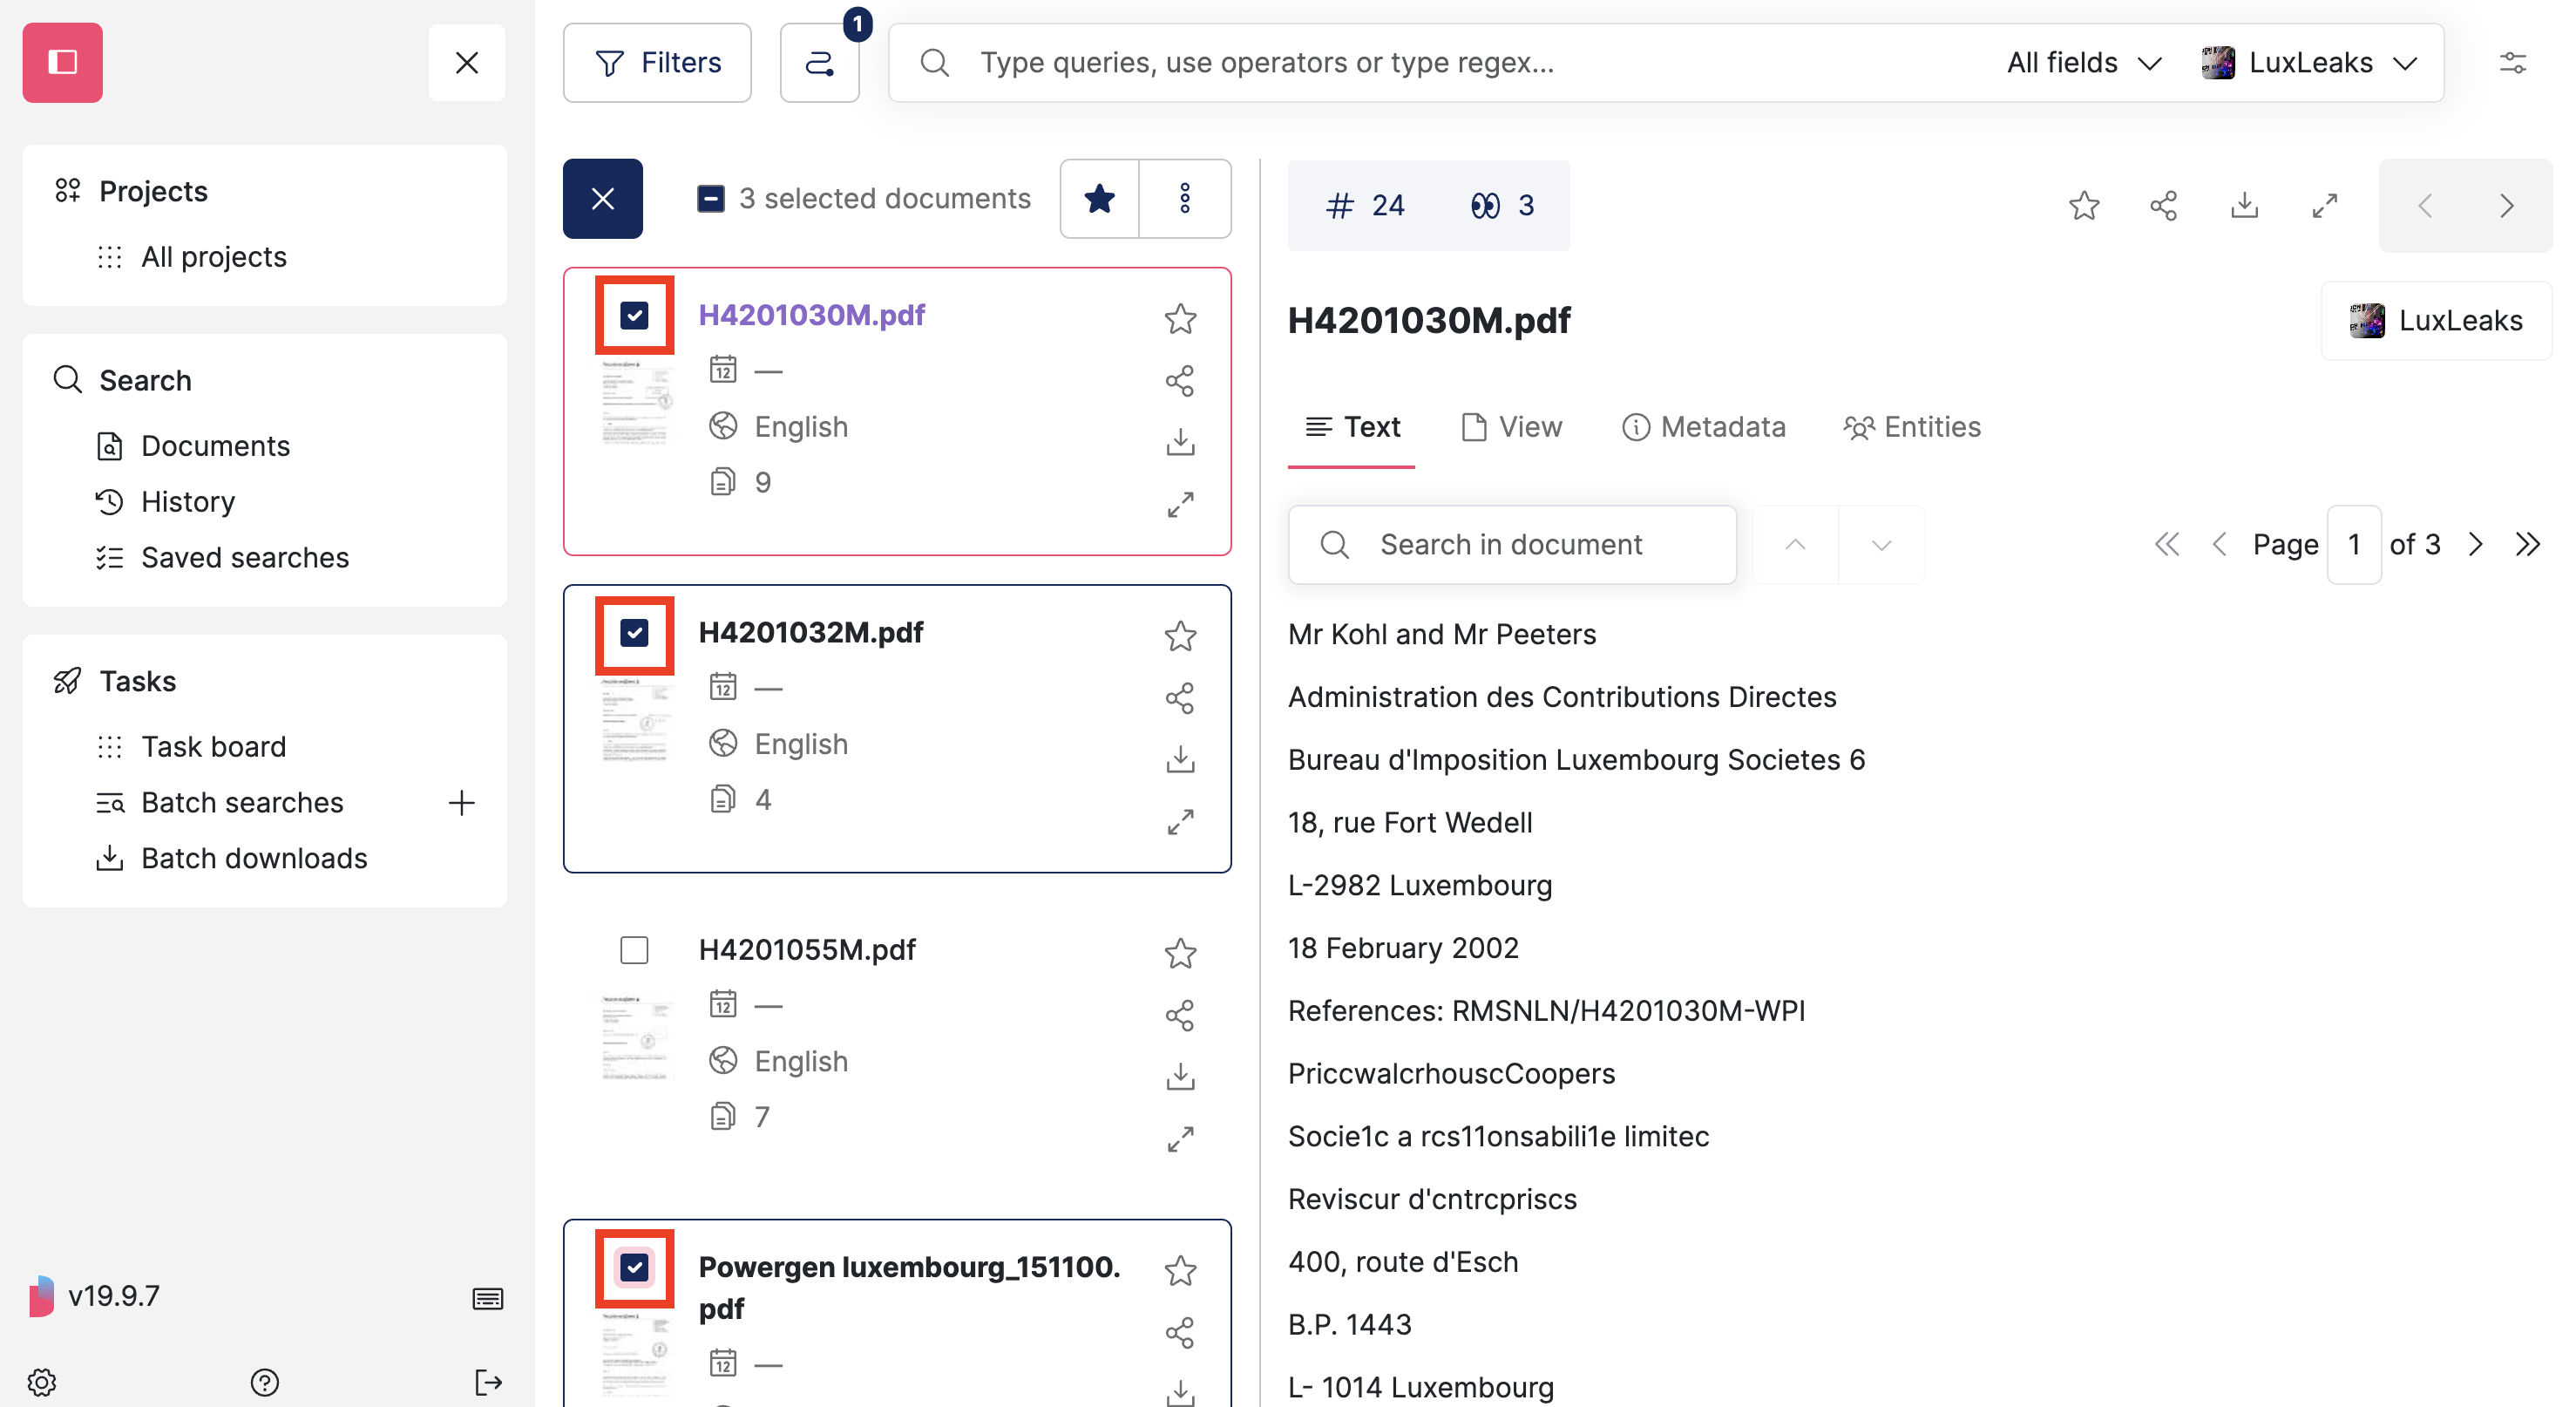 Projects
All projects
Search
Documents
History
Saved searches
Tasks
Task board
Batch searches
Batch downloads
v19.9.7
Filters
1
Type queries, use operators or type regex...
All fields
LuxLeaks
3 selected documents
H4201030M.pdf
12 —
English
9
H4201032M.pdf
12 —
English
4
H4201055M.pdf
12 —
English
7
Powergen luxembourg_151100.
pdf
12 —
# 24
3
H4201030M.pdf
LuxLeaks
Text
View
Metadata
Entities
Search in document
Page 1 of 3
Mr Kohl and Mr Peeters
Administration des Contributions Directes
Bureau d'Imposition Luxembourg Societes 6
18, rue Fort Wedell
L-2982 Luxembourg
18 February 2002
References: RMSNLN/H4201030M-WPI
PriccwalcrhouscCoopers
Socie1c a rcs11onsabili1e limitec
Reviscur d'cntrcpriscs
400, route d'Esch
B.P. 1443
L- 1014 Luxembourg